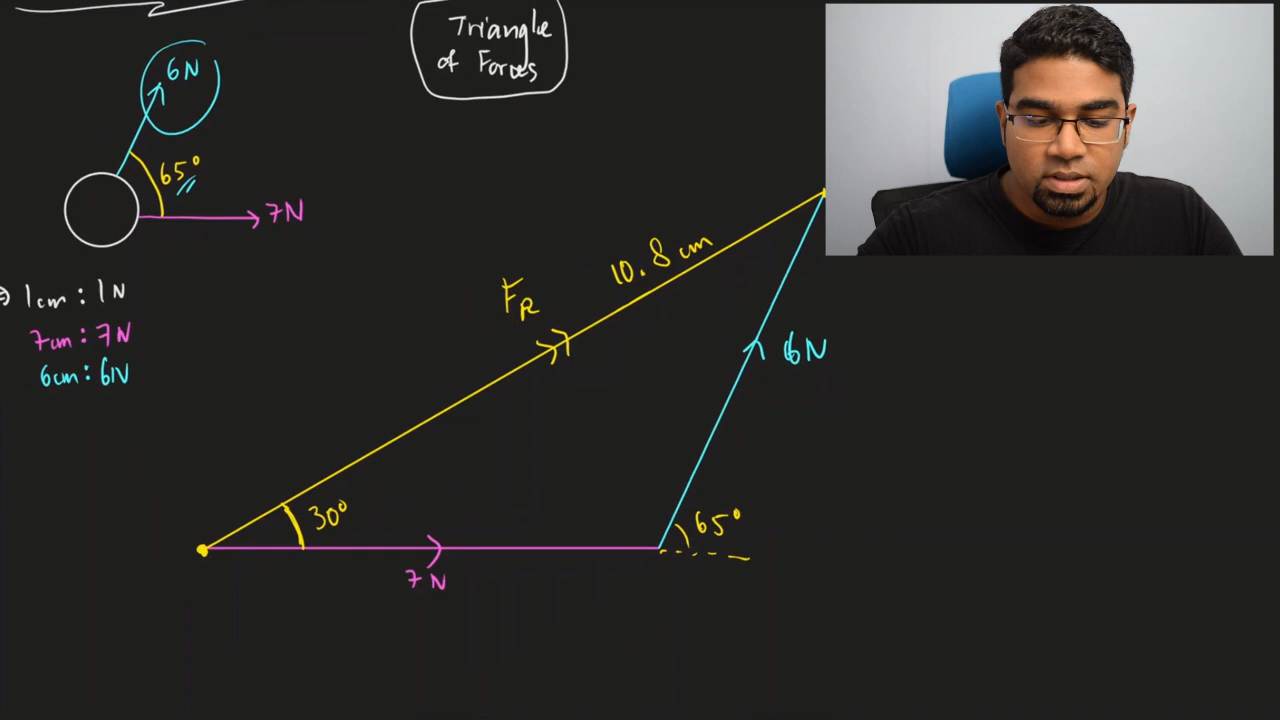 Triangle
of Forces
6N
65°
7N
⇒ 1cm : 1N
7cm : 7N
6cm : 6N
10.8 cm
F_R
6N
30°
65°
7N